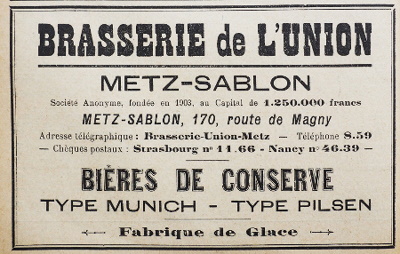 BRASSERIE de L'UNION
METZ-SABLON
Société Anonyme, fondée en 1903, au Capital de 1.250.000 francs
METZ-SABLON, 170, route de Magny
Adresse télégraphique : Brasserie-Union-Metz — Téléphone 8.59
— Chèques postaux : Strasbourg nº 11.66 - Nancy nº 46.39 —
BIÈRES DE CONSERVE
TYPE MUNICH - TYPE PILSEN
Fabrique de Glace